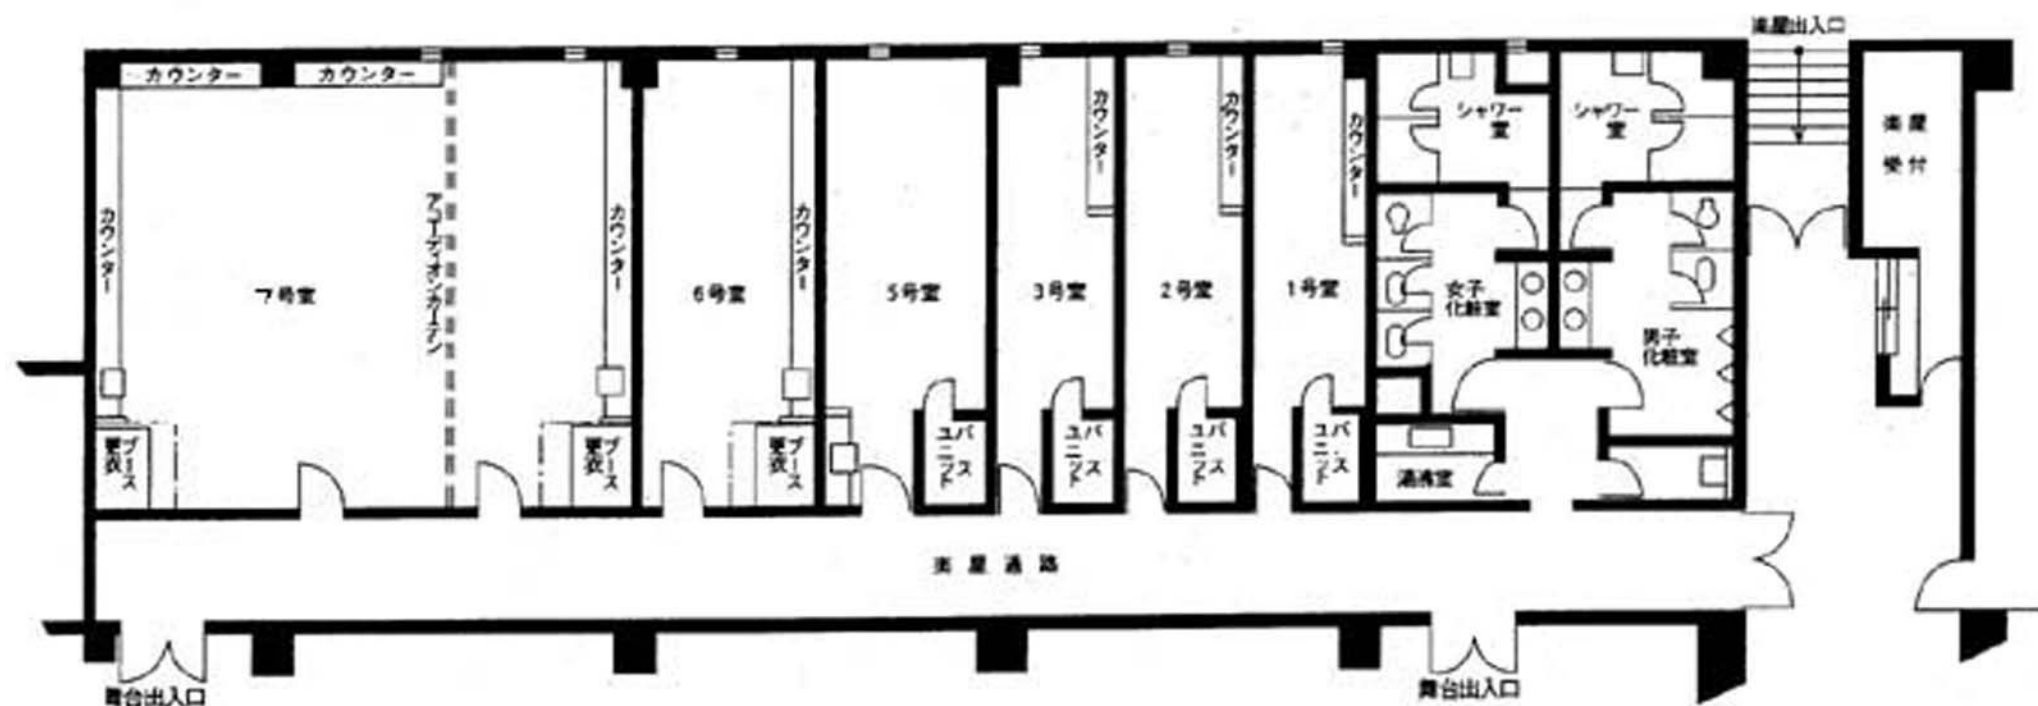 楽屋出入口
カウンター
カウンター
カウンター
カウンター
カウンター
カウンター
カウンター
カウンター
シャワー
室
シャワー
室
楽屋
受付
アコーディオンカーテン
7号室
6号室
5号室
3号室
2号室
1号室
女子
化粧室
男子
化粧室
更衣
ブース
更衣
ブース
更衣
ブース
バス
ユニット
バス
ユニット
バス
ユニット
バス
ユニット
湯沸室
楽屋通路
舞台出入口
舞台出入口